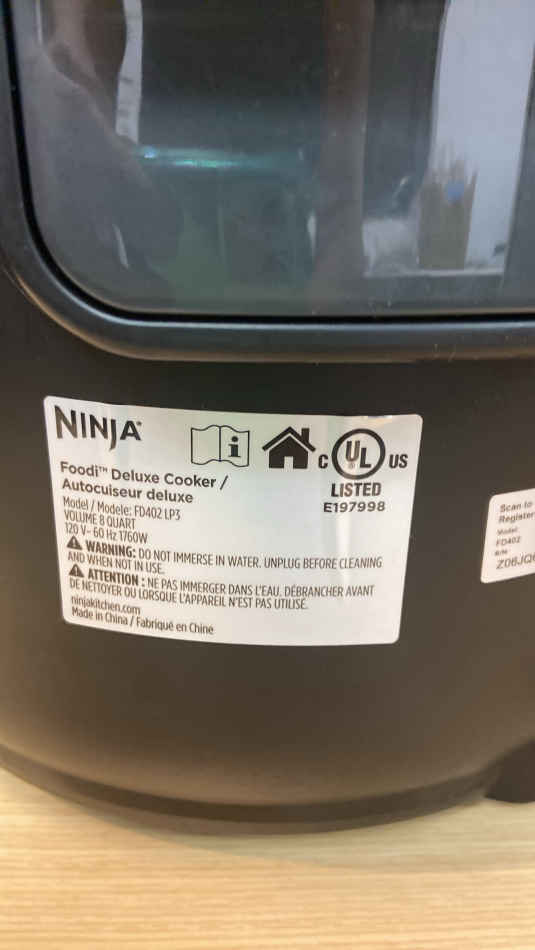 NINJA
Foodi™ Deluxe Cooker /
Autocuiseur deluxe
Model / Modele: FD402 LP3
VOLUME 8 QUART
120 V~ 60 Hz 1760W
WARNING: DO NOT IMMERSE IN WATER. UNPLUG BEFORE CLEANING
AND WHEN NOT IN USE.
ATTENTION : NE PAS IMMERGER DANS L'EAU. DÉBRANCHER AVANT
DE NETTOYER OU LORSQUE L'APPAREIL N'EST PAS UTILISÉ.
ninjakitchen.com
Made in China / Fabriqué en Chine
i
C UL US
LISTED
E197998
Scan to
Register
Model:
FD402
S/N: